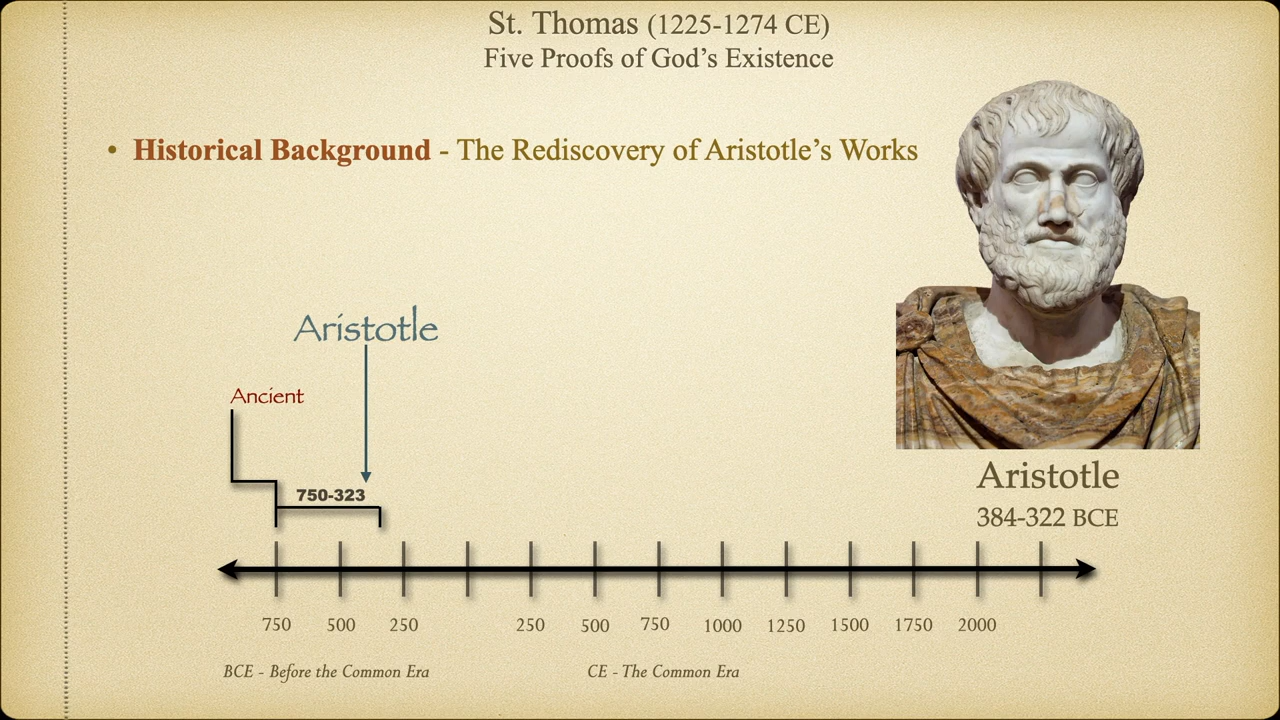 St. Thomas (1225-1274 CE)
Five Proofs of God's Existence
• Historical Background - The Rediscovery of Aristotle's Works
Aristotle
Ancient
750-323
Aristotle
384-322 BCE
750 500 250 250 500 750 1000 1250 1500 1750 2000
BCE - Before the Common Era CE - The Common Era